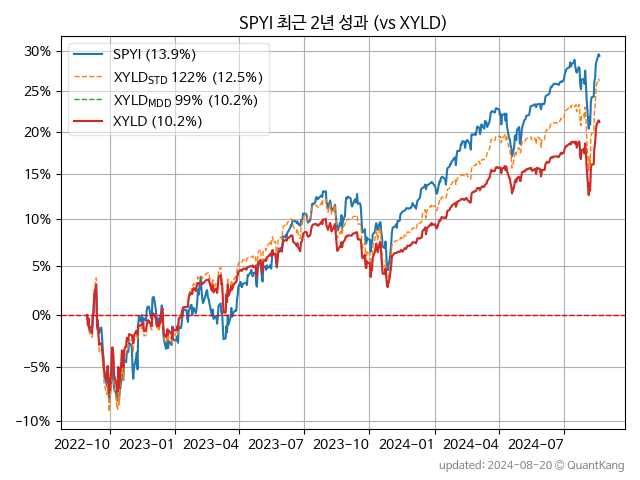 SPYI 최근 2년 성과 (vs XYLD)
SPYI (13.9%)
XYLD_STD 122% (12.5%)
XYLD_MDD 99% (10.2%)
XYLD (10.2%)
30%
25%
20%
15%
10%
5%
0%
−5%
−10%
2022-10 2023-01 2023-04 2023-07 2023-10 2024-01 2024-04 2024-07
updated: 2024-08-20 © QuantKang